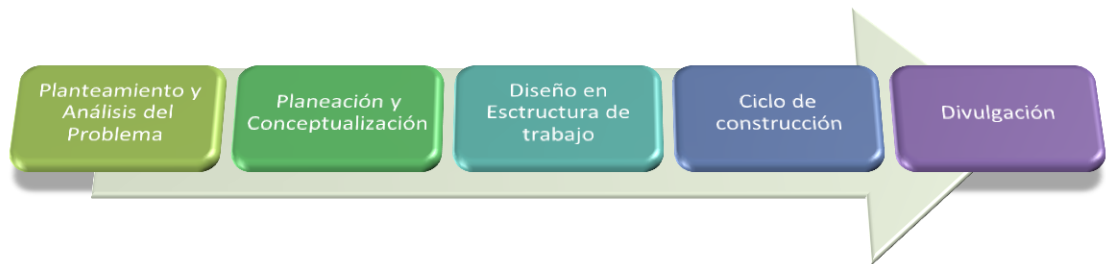 Planteamiento y
Análisis del
Problema
Planeación y
Conceptualización
Diseño en
Esctructura de
trabajo
Ciclo de
construcción
Divulgación